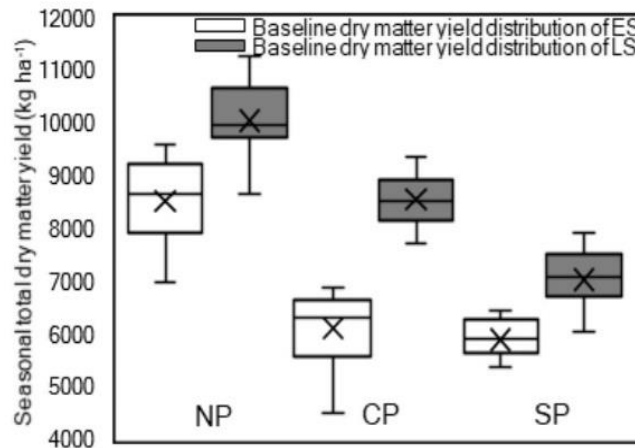 12000
Baseline dry matter yield distribution of ES
Baseline dry matter yield distribution of LS
11000
10000
9000
8000
7000
6000
5000
4000
Seasonal total dry matter yield (kg ha⁻¹)
NP CP SP